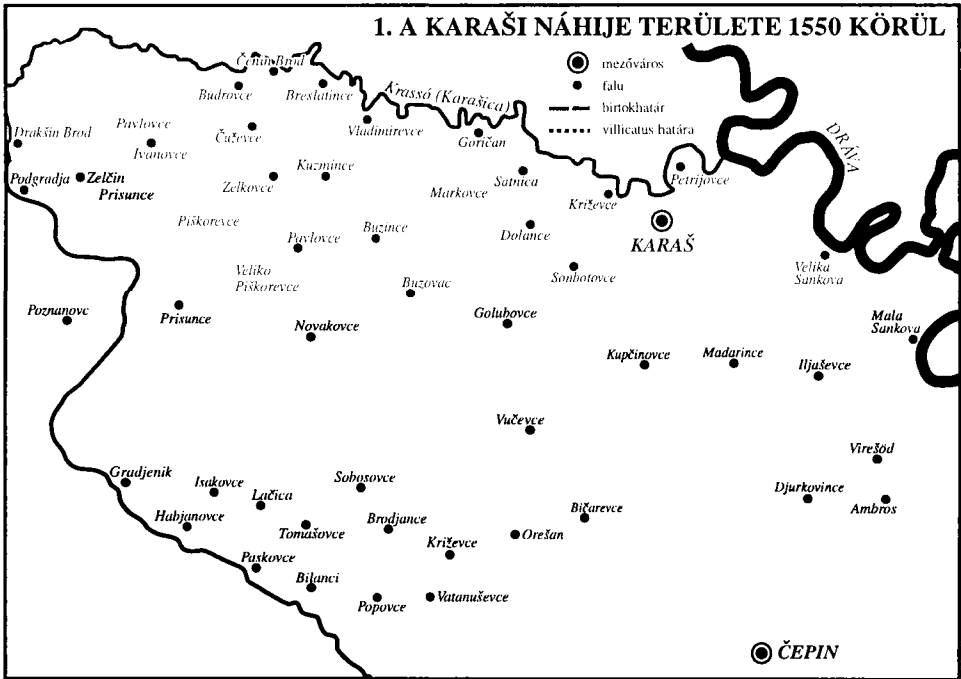 1. A KARAŠI NÁHIJE TERÜLETE 1550 KÖRÜL
mezőváros
falu
birtokhatár
villicatus határa
Čenin Brod
Budrovce
Breslatince
Krassó (Karašica)
Drakšin Brod
Pavlovce
Ivanovce
Čuževce
Vladimirevce
Goričan
DRÁVA
Podgradja
Zelčin
Prisunce
Zelkovce
Kuzmince
Markovce
Satnica
Križevce
Petrijovce
Piškorevce
Pavlovce
Buzince
Dolance
KARAŠ
Veliko
Piškorevce
Buzovac
Sonbotovce
Velika
Sankova
Poznanovc
Prisunce
Novakovce
Golubovce
Mala
Sankova
Kupčinovce
Madarince
Iljaševce
Vučevce
Virešöd
Gradjenik
Isakovce
Lačica
Sobosovce
Djurkovince
Ambros
Habjanovce
Tomašovce
Brodjance
Bičarevce
Križevce
Orešan
Paskovce
Bilanci
Popovce
Vatanuševce
ČEPIN